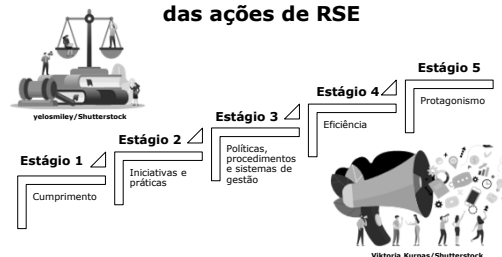 das ações de RSE
yelosmiley/Shutterstock
Estágio 1
Cumprimento
Estágio 2
Iniciativas e
práticas
Estágio 3
Políticas,
procedimentos
e sistemas de
gestão
Estágio 4
Eficiência
Estágio 5
Protagonismo
Viktoria Kurpas/Shutterstock